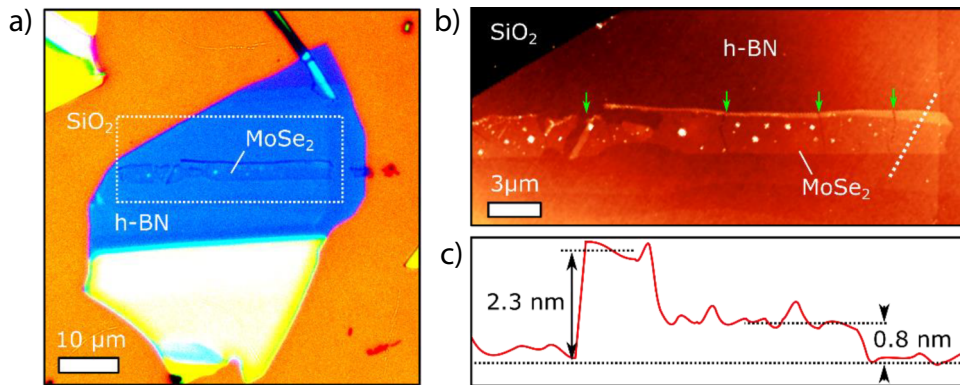 a)
SiO₂
MoSe₂
h-BN
10 μm
b)
SiO₂
h-BN
3μm
MoSe₂
c)
2.3 nm
0.8 nm